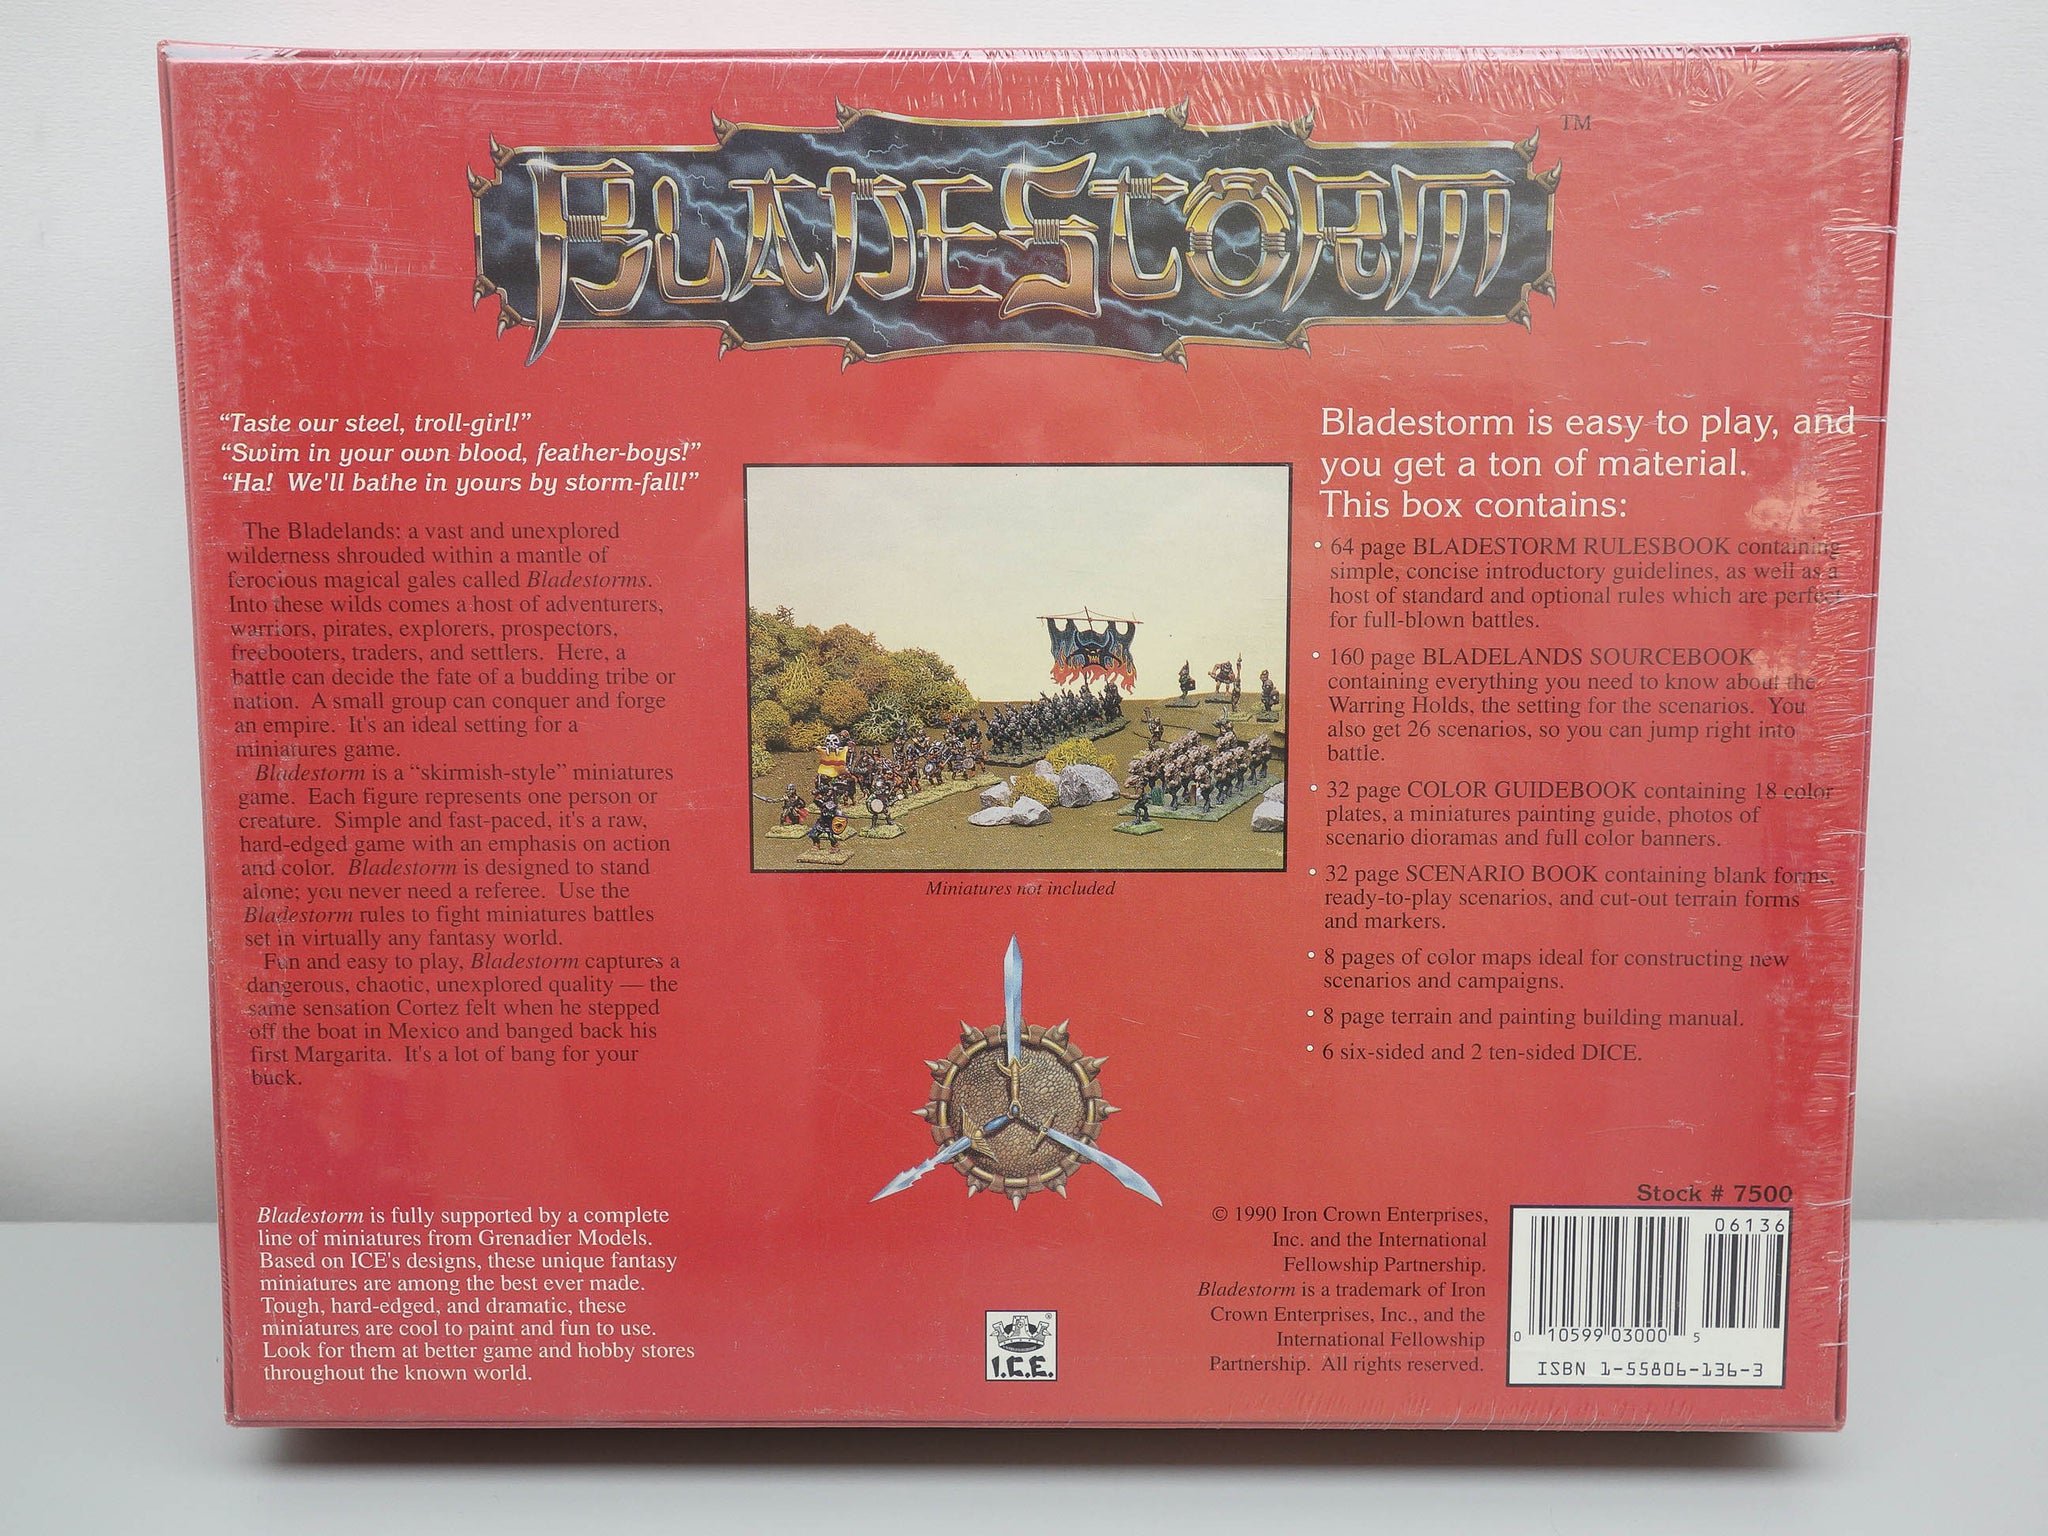 BLADESTORM
TM
“Taste our steel, troll-girl!”
“Swim in your own blood, feather-boys!”
“Ha!  We'll bathe in yours by storm-fall!”
The Bladelands: a vast and unexplored
wilderness shrouded within a mantle of
ferocious magical gales called Bladestorms.
Into these wilds comes a host of adventurers,
warriors, pirates, explorers, prospectors,
freebooters, traders, and settlers.  Here, a
battle can decide the fate of a budding tribe or
nation.  A small group can conquer and forge
an empire.  It's an ideal setting for a
miniatures game.
Bladestorm is a “skirmish-style” miniatures
game.  Each figure represents one person or
creature.  Simple and fast-paced, it's a raw,
hard-edged game with an emphasis on action
and color.  Bladestorm is designed to stand
alone; you never need a referee.  Use the
Bladestorm rules to fight miniatures battles
set in virtually any fantasy world.
Fun and easy to play, Bladestorm captures a
dangerous, chaotic, unexplored quality — the
same sensation Cortez felt when he stepped
off the boat in Mexico and banged back his
first Margarita.  It's a lot of bang for your
buck.
Bladestorm is fully supported by a complete
line of miniatures from Grenadier Models.
Based on ICE's designs, these unique fantasy
miniatures are among the best ever made.
Tough, hard-edged, and dramatic, these
miniatures are cool to paint and fun to use.
Look for them at better game and hobby stores
throughout the known world.
Miniatures not included
I.C.E.
®
Bladestorm is easy to play, and
you get a ton of material.
This box contains:
• 64 page BLADESTORM RULESBOOK containing
simple, concise introductory guidelines, as well as a
host of standard and optional rules which are perfect
for full-blown battles.
• 160 page BLADELANDS SOURCEBOOK
containing everything you need to know about the
Warring Holds, the setting for the scenarios.  You
also get 26 scenarios, so you can jump right into
battle.
• 32 page COLOR GUIDEBOOK containing 18 color
plates, a miniatures painting guide, photos of
scenario dioramas and full color banners.
• 32 page SCENARIO BOOK containing blank forms,
ready-to-play scenarios, and cut-out terrain forms
and markers.
• 8 pages of color maps ideal for constructing new
scenarios and campaigns.
• 8 page terrain and painting building manual.
• 6 six-sided and 2 ten-sided DICE.
© 1990 Iron Crown Enterprises,
Inc. and the International
Fellowship Partnership.
Bladestorm is a trademark of Iron
Crown Enterprises, Inc., and the
International Fellowship
Partnership.  All rights reserved.
Stock # 7500
06136
0 10599 03000 5
ISBN 1-55806-136-3